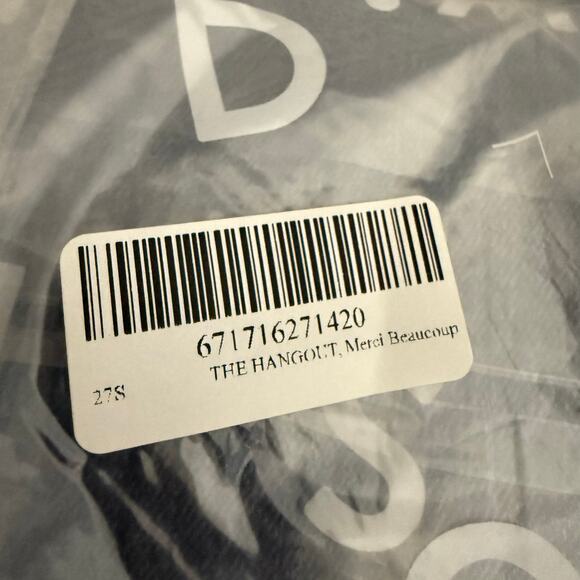 D
671716271420
THE HANGOUT, Merci Beaucoup
27S
S